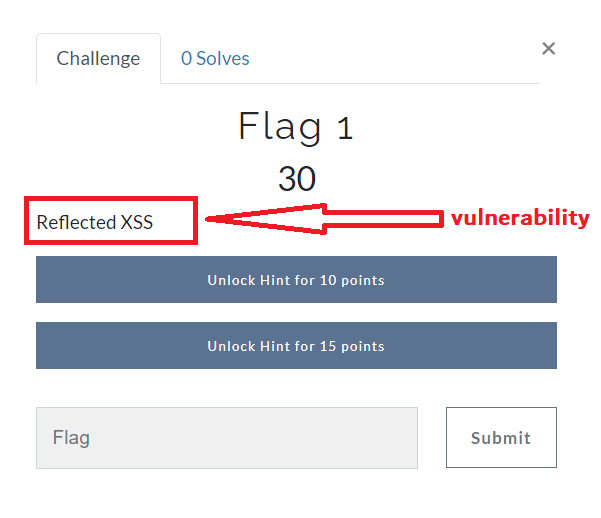 Challenge 0 Solves ×
Flag 1
30
Reflected XSS vulnerability
Unlock Hint for 10 points
Unlock Hint for 15 points
Flag Submit